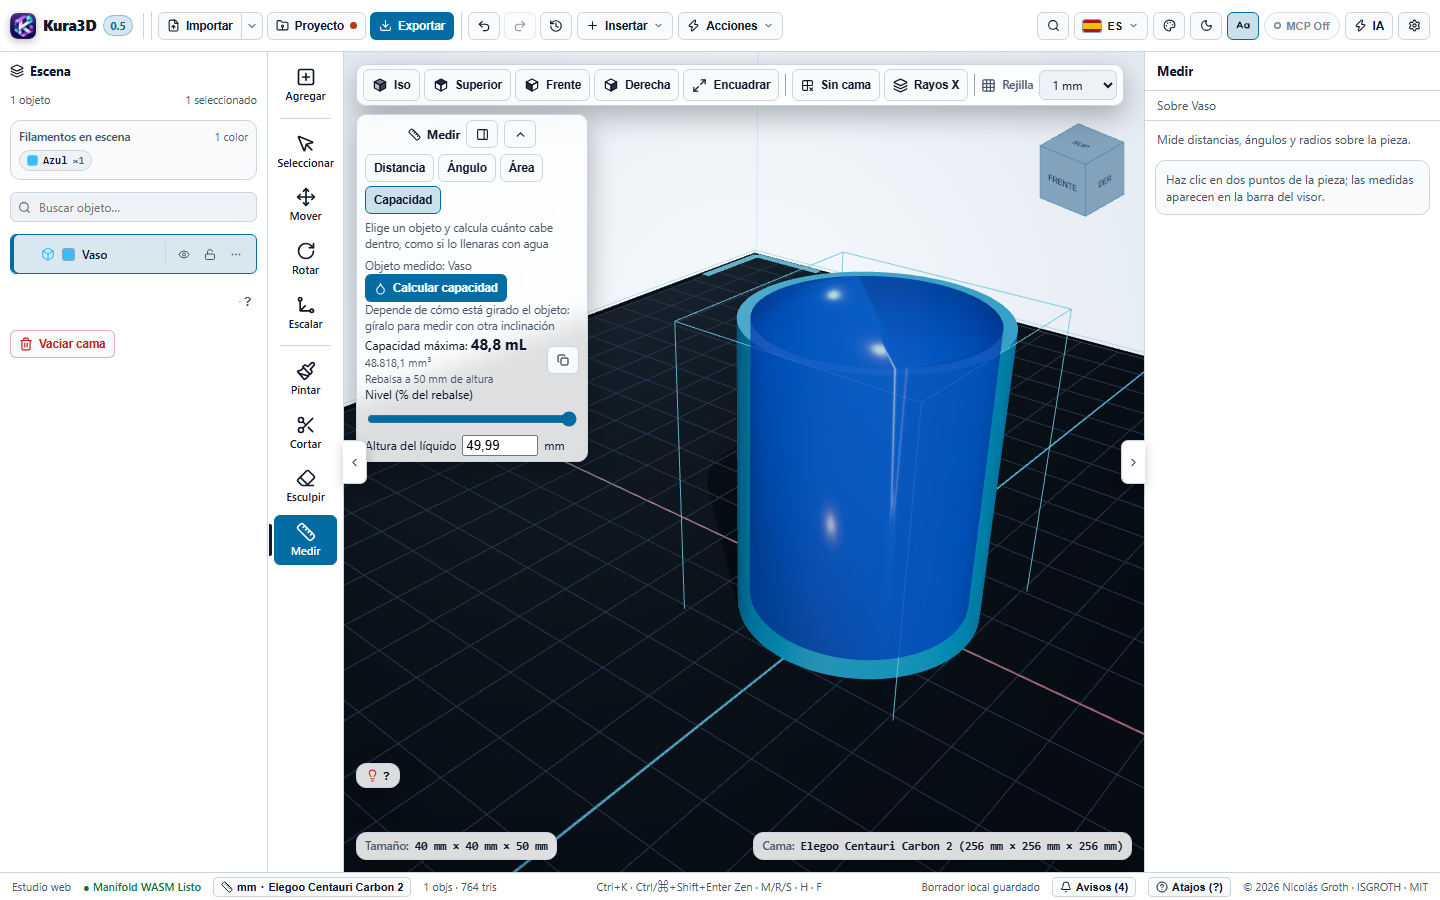 Kura3D 0.5 Importar Proyecto Exportar Insertar Acciones ES Aa MCP Off IA
Escena
1 objeto 1 seleccionado
Filamentos en escena 1 color
Azul ×1
Buscar objeto...
Vaso
?
Vaciar cama
Agregar
Seleccionar
Mover
Rotar
Escalar
Pintar
Cortar
Esculpir
Medir
Iso Superior Frente Derecha Encuadrar Sin cama Rayos X Rejilla 1 mm
Medir
Distancia Ángulo Área
Capacidad
Elige un objeto y calcula cuánto cabe
dentro, como si lo llenaras con agua
Objeto medido: Vaso
Calcular capacidad
Depende de cómo está girado el objeto:
gíralo para medir con otra inclinación
Capacidad máxima: 48,8 mL
48.818,1 mm³
Rebalsa a 50 mm de altura
Nivel (% del rebalse)
Altura del líquido 49,99 mm
SUP
FRENTE DER
?
Tamaño: 40 mm × 40 mm × 50 mm
Cama: Elegoo Centauri Carbon 2 (256 mm × 256 mm × 256 mm)
Medir
Sobre Vaso
Mide distancias, ángulos y radios sobre la pieza.
Haz clic en dos puntos de la pieza; las medidas
aparecen en la barra del visor.
Estudio web ● Manifold WASM Listo mm · Elegoo Centauri Carbon 2 1 objs · 764 tris Ctrl+K · Ctrl/⌘+Shift+Enter Zen · M/R/S · H · F Borrador local guardado Avisos (4) Atajos (?) © 2026 Nicolás Groth · ISGROTH · MIT